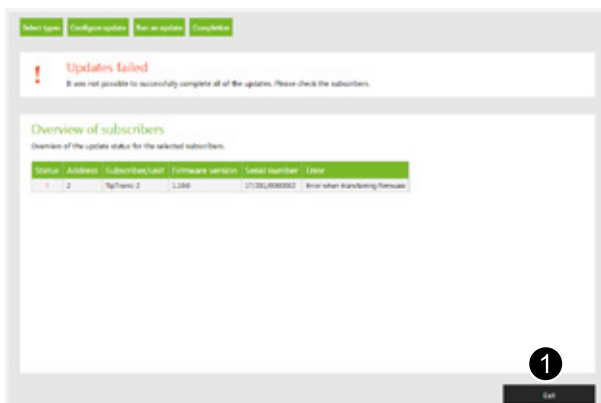 Select types Configure update Run an update Completion
!
Updates failed
It was not possible to successfully complete all of the updates. Please check the subscribers.
Overview of subscribers
Overview of the update status for the selected subscribers.
Status Address Subscriber/unit Firmware version Serial number Error
! 2 TipTronic 2 Error when transferring firmware
1
Exit